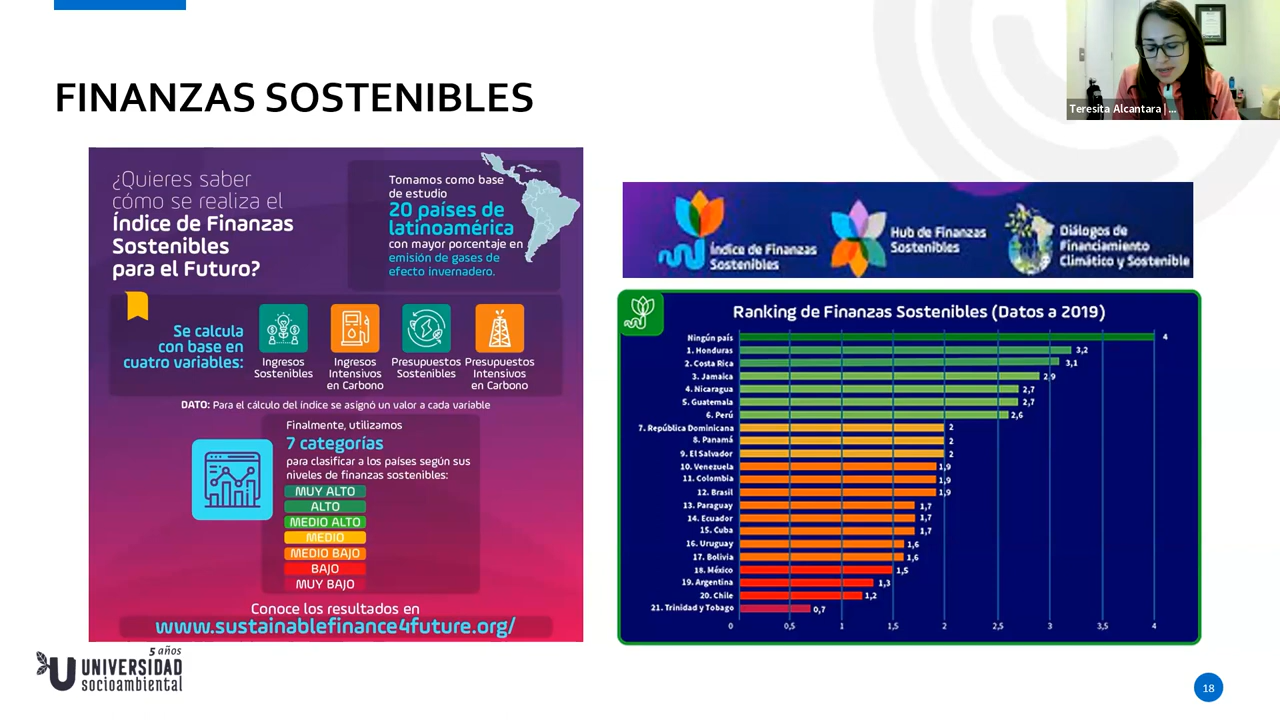 FINANZAS SOSTENIBLES
Teresita Alcantara | ...
¿Quieres saber
cómo se realiza el
Índice de Finanzas
Sostenibles
para el Futuro?
Tomamos como base
de estudio
20 países de
latinoamérica
con mayor porcentaje en
emisión de gases de
efecto invernadero.
Se calcula
con base en
cuatro variables:
Ingresos
Sostenibles
Ingresos
Intensivos
en Carbono
Presupuestos
Sostenibles
Presupuestos
Intensivos
en Carbono
DATO: Para el cálculo del índice se asignó un valor a cada variable
Finalmente, utilizamos
7 categorías
para clasificar a los países según sus
niveles de finanzas sostenibles:
MUY ALTO
ALTO
MEDIO ALTO
MEDIO
MEDIO BAJO
BAJO
MUY BAJO
Conoce los resultados en
www.sustainablefinance4future.org/
Índice de Finanzas
Sostenibles
Hub de Finanzas
Sostenibles
Diálogos de
Financiamiento
Climático y Sostenible
Ranking de Finanzas Sostenibles (Datos a 2019)
Ningún país 4
1. Honduras 3,2
2. Costa Rica 3,1
3. Jamaica 2,9
4. Nicaragua 2,7
5. Guatemala 2,7
6. Perú 2,6
7. República Dominicana 2
8. Panamá 2
9. El Salvador 2
10. Venezuela 1,9
11. Colombia 1,9
12. Brasil 1,9
13. Paraguay 1,7
14. Ecuador 1,7
15. Cuba 1,7
16. Uruguay 1,6
17. Bolivia 1,6
18. México 1,5
19. Argentina 1,3
20. Chile 1,2
21. Trinidad y Tobago 0,7
0 0,5 1 1,5 2 2,5 3 3,5 4
5 años
UNIVERSIDAD
socioambiental
18